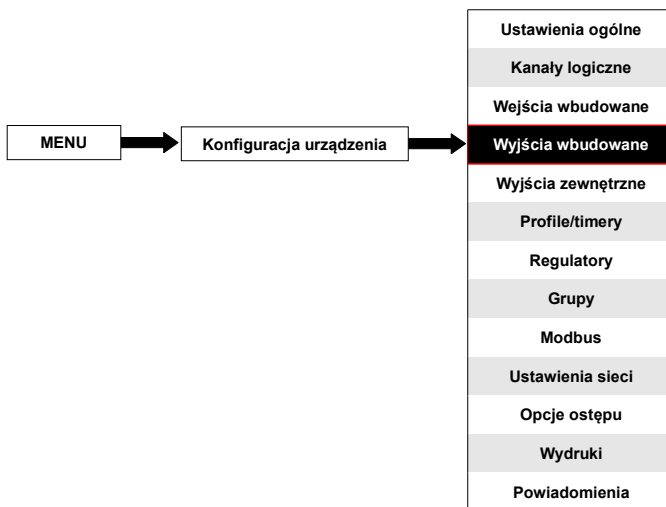 Ustawienia ogólne
Kanały logiczne
Wejścia wbudowane
MENU
Konfiguracja urządzenia
Wyjścia wbudowane
Wyjścia zewnętrzne
Profile/timery
Regulatory
Grupy
Modbus
Ustawienia sieci
Opcje ostępu
Wydruki
Powiadomienia